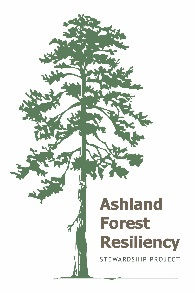 Ashland
Forest
Resiliency
STEWARDSHIP PROJECT